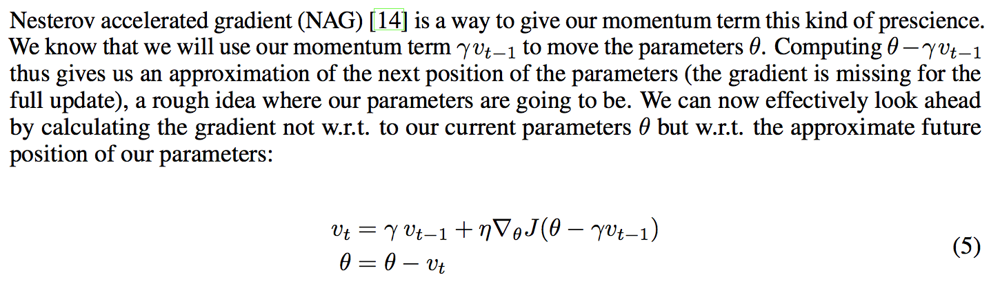 Nesterov accelerated gradient (NAG) [14] is a way to give our momentum term this kind of prescience.
We know that we will use our momentum term γ v_{t−1} to move the parameters θ. Computing θ − γ v_{t−1}
thus gives us an approximation of the next position of the parameters (the gradient is missing for the
full update), a rough idea where our parameters are going to be. We can now effectively look ahead
by calculating the gradient not w.r.t. to our current parameters θ but w.r.t. the approximate future
position of our parameters:
v_t = γ v_{t−1} + η∇_θ J(θ − γv_{t−1})
θ = θ − v_t
(5)